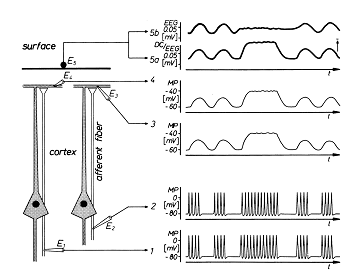 surface
E5
E4
E3
cortex
afferent fiber
E1
E2
5b
5a
4
3
2
1
EEG
0.05
[mV]
DC/EEG
0.05
[mV]
t
MP
-40
[mV]
-60
t
MP
-40
[mV]
-60
t
MP
0
[mV]
-80
MP
0
[mV]
-80
t